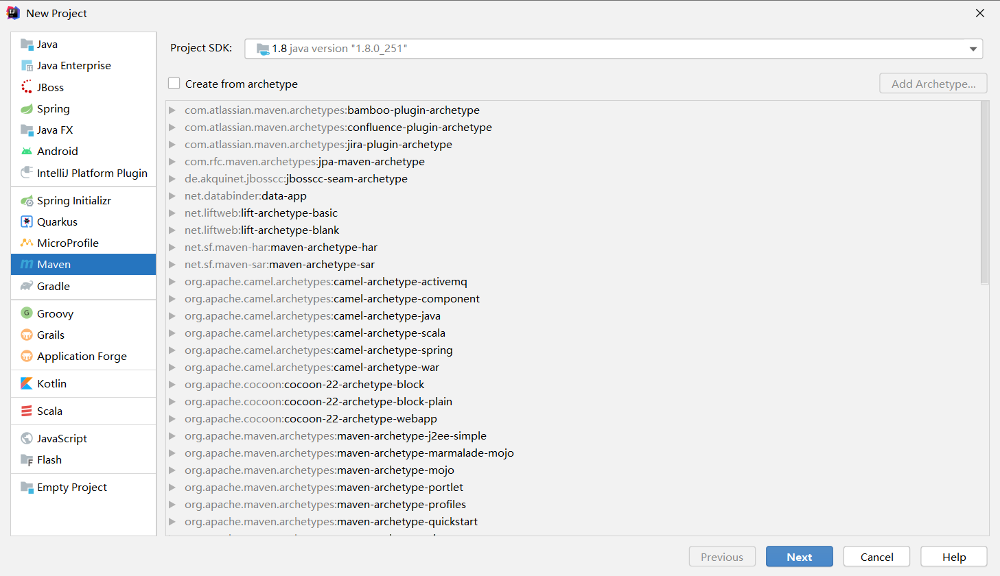 New Project
Java
Java Enterprise
JBoss
Spring
Java FX
Android
IntelliJ Platform Plugin
Spring Initializr
Quarkus
MicroProfile
Maven
Gradle
Groovy
Grails
Application Forge
Kotlin
Scala
JavaScript
Flash
Empty Project
Project SDK: 1.8 java version "1.8.0_251"
Create from archetype
Add Archetype...
com.atlassian.maven.archetypes:bamboo-plugin-archetype
com.atlassian.maven.archetypes:confluence-plugin-archetype
com.atlassian.maven.archetypes:jira-plugin-archetype
com.rfc.maven.archetypes:jpa-maven-archetype
de.akquinet.jbosscc:jbosscc-seam-archetype
net.databinder:data-app
net.liftweb:lift-archetype-basic
net.liftweb:lift-archetype-blank
net.sf.maven-har:maven-archetype-har
net.sf.maven-sar:maven-archetype-sar
org.apache.camel.archetypes:camel-archetype-activemq
org.apache.camel.archetypes:camel-archetype-component
org.apache.camel.archetypes:camel-archetype-java
org.apache.camel.archetypes:camel-archetype-scala
org.apache.camel.archetypes:camel-archetype-spring
org.apache.camel.archetypes:camel-archetype-war
org.apache.cocoon:cocoon-22-archetype-block
org.apache.cocoon:cocoon-22-archetype-block-plain
org.apache.cocoon:cocoon-22-archetype-webapp
org.apache.maven.archetypes:maven-archetype-j2ee-simple
org.apache.maven.archetypes:maven-archetype-marmalade-mojo
org.apache.maven.archetypes:maven-archetype-mojo
org.apache.maven.archetypes:maven-archetype-portlet
org.apache.maven.archetypes:maven-archetype-profiles
org.apache.maven.archetypes:maven-archetype-quickstart
Previous
Next
Cancel
Help